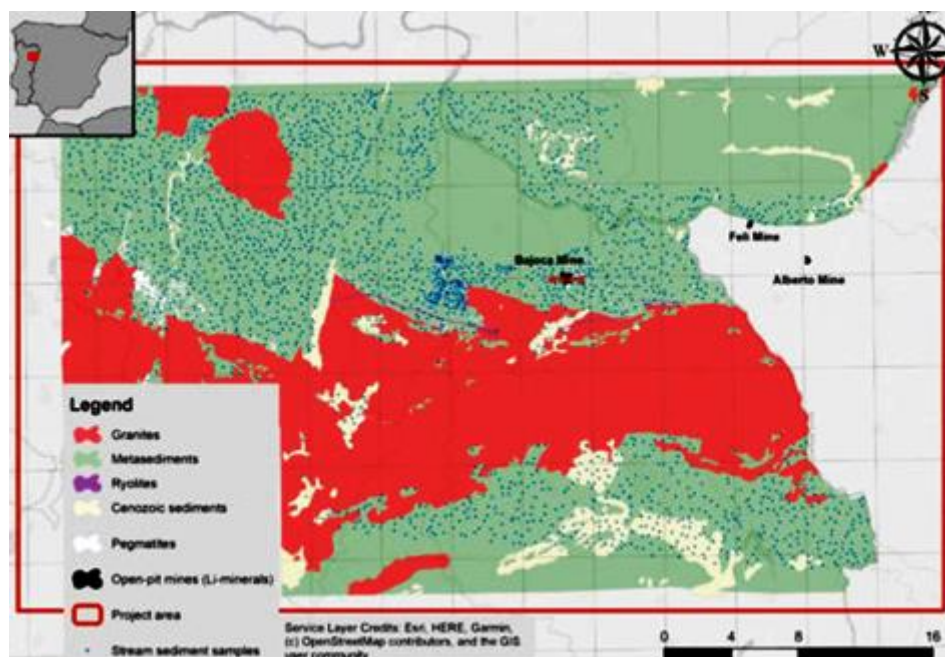 W
S
Feli Mine
Bajoca Mine
Alberto Mine
Legend
Granites
Metasediments
Ryolites
Cenozoic sediments
Pegmatites
Open-pit mines (Li-minerals)
Project area
Stream sediment samples
Service Layer Credits: Esri, HERE, Garmin,
(c) OpenStreetMap contributors, and the GIS
user community
0 4 8 12 16